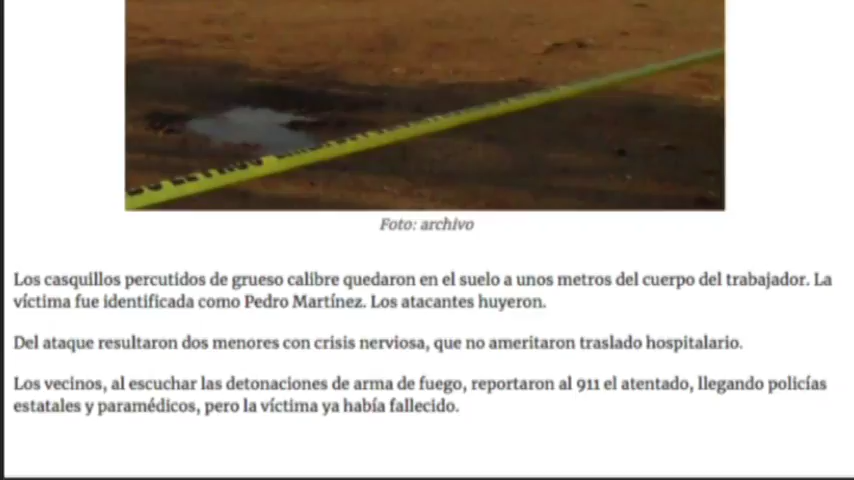 Foto: archivo
Los casquillos percutidos de grueso calibre quedaron en el suelo a unos metros del cuerpo del trabajador. La
víctima fue identificada como Pedro Martínez. Los atacantes huyeron.
Del ataque resultaron dos menores con crisis nerviosa, que no ameritaron traslado hospitalario.
Los vecinos, al escuchar las detonaciones de arma de fuego, reportaron al 911 el atentado, llegando policías
estatales y paramédicos, pero la víctima ya había fallecido.